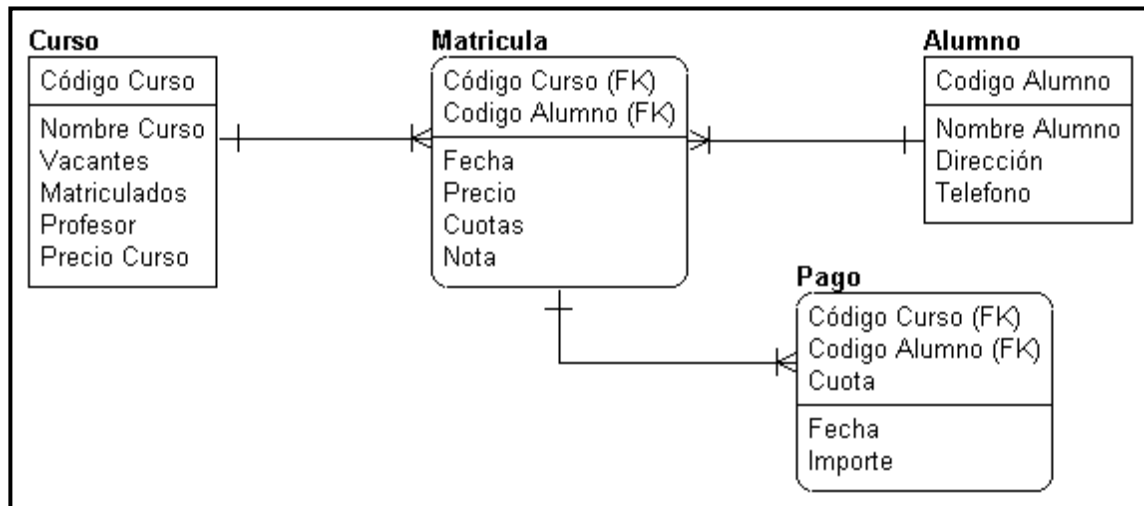 Curso
Código Curso
Nombre Curso
Vacantes
Matriculados
Profesor
Precio Curso
Matricula
Código Curso (FK)
Codigo Alumno (FK)
Fecha
Precio
Cuotas
Nota
Alumno
Codigo Alumno
Nombre Alumno
Dirección
Telefono
Pago
Código Curso (FK)
Codigo Alumno (FK)
Cuota
Fecha
Importe